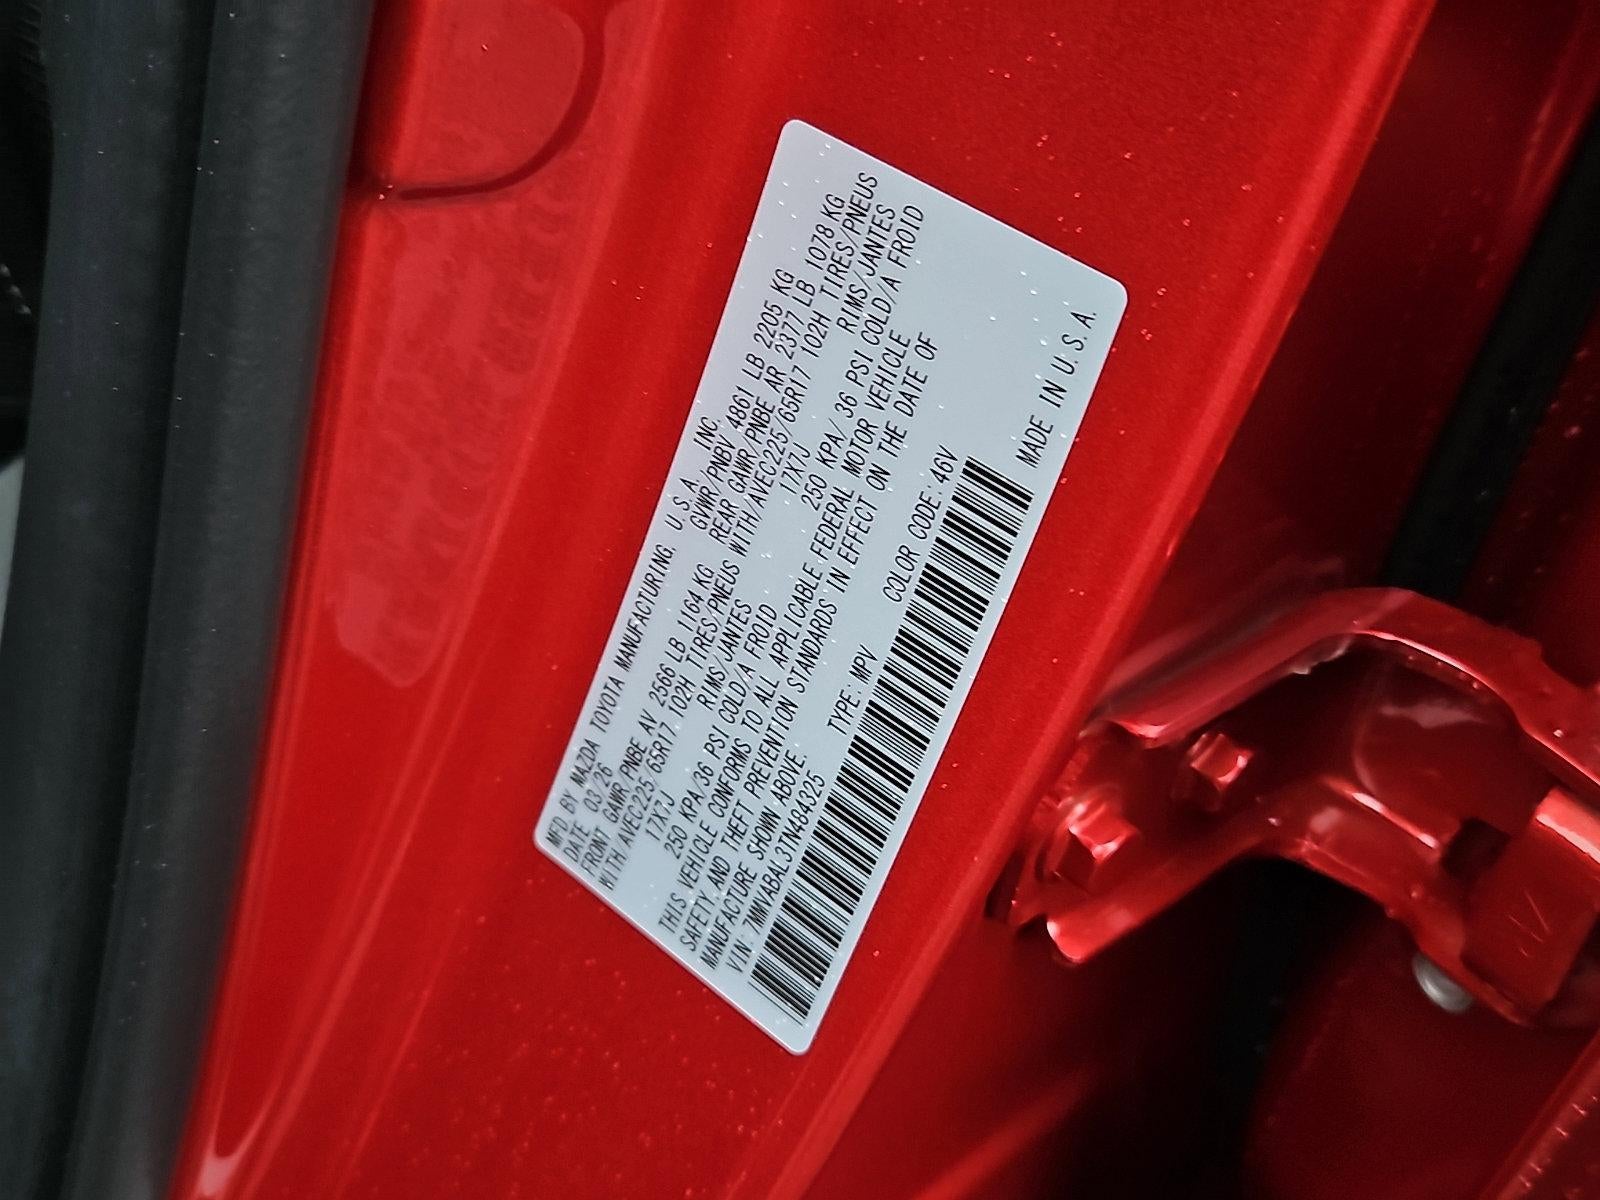 MFD. BY MAZDA TOYOTA MANUFACTURING, U.S.A., INC.
DATE 03/26 GVWR/PNBV 4861 LB 2205 KG
FRONT GAWR/PNBE AV 2566 LB 1164 KG REAR GAWR/PNBE AR 2377 LB 1078 KG
WITH/AVEC225/65R17 102H TIRES/PNEUS WITH/AVEC225/65R17 102H TIRES/PNEUS
17X7J RIMS/JANTES 17X7J RIMS/JANTES
250 KPA/36 PSI COLD/A FROID 250 KPA/ 36 PSI COLD/A FROID
THIS VEHICLE CONFORMS TO ALL APPLICABLE FEDERAL MOTOR VEHICLE
SAFETY AND THEFT PREVENTION STANDARDS IN EFFECT ON THE DATE OF
MANUFACTURE SHOWN ABOVE.
VIN: 7MMVABAL3TN484325 TYPE: MPV COLOR CODE: 46V
MADE IN U.S.A.